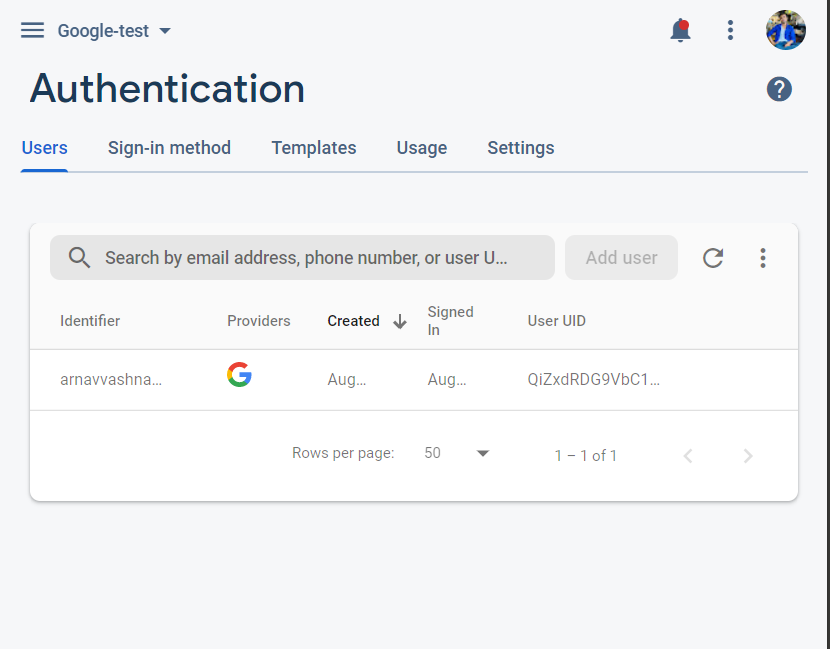 Google-test
Authentication
Users Sign-in method Templates Usage Settings
Search by email address, phone number, or user U...
Add user
Identifier Providers Created Signed In User UID
arnavvashna... Aug... Aug... QiZxdRDG9VbC1...
Rows per page: 50 1 – 1 of 1